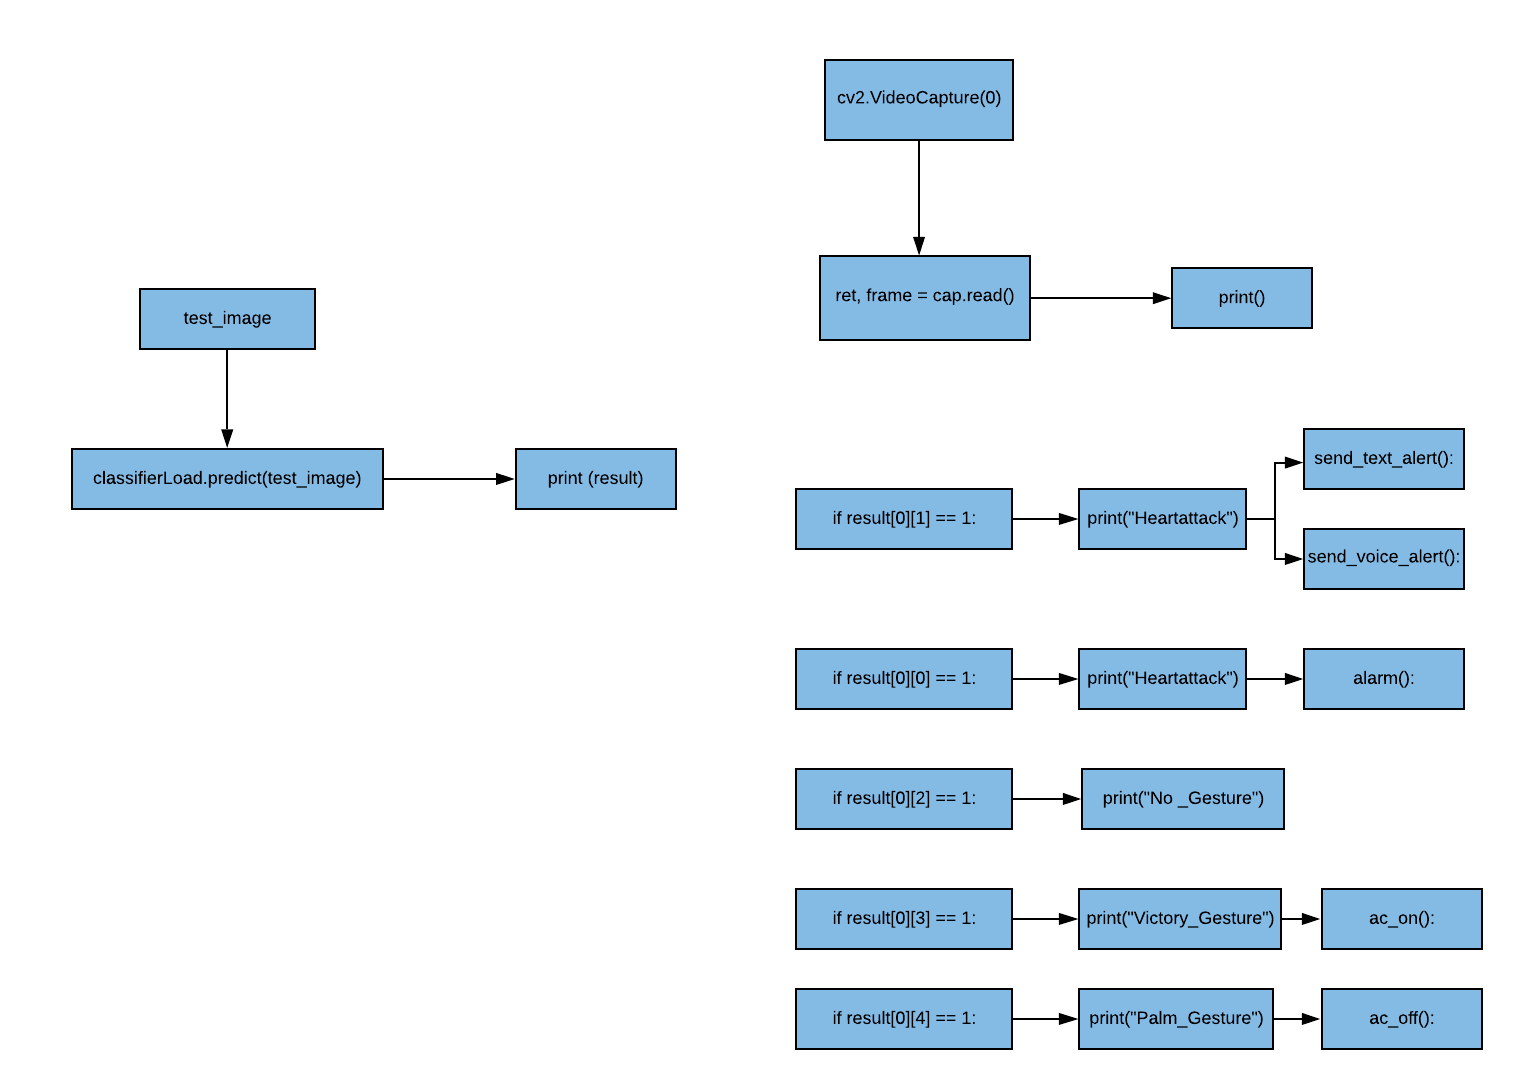 cv2.VideoCapture(0)
ret, frame = cap.read()
print()
test_image
classifierLoad.predict(test_image)
print (result)
if result[0][1] == 1:
print("Heartattack")
send_text_alert():
send_voice_alert():
if result[0][0] == 1:
print("Heartattack")
alarm():
if result[0][2] == 1:
print("No _Gesture")
if result[0][3] == 1:
print("Victory_Gesture")
ac_on():
if result[0][4] == 1:
print("Palm_Gesture")
ac_off():